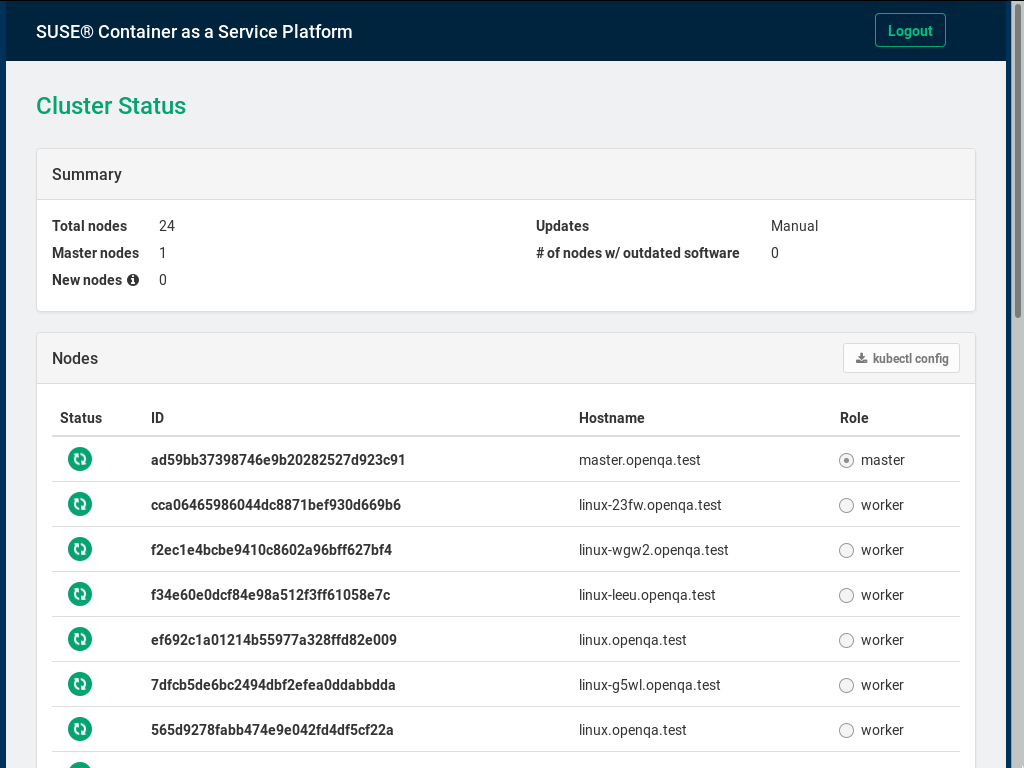 SUSE® Container as a Service Platform
Logout
Cluster Status
Summary
Total nodes 24 Updates Manual
Master nodes 1 # of nodes w/ outdated software 0
New nodes 0
Nodes kubectl config
Status ID Hostname Role
ad59bb37398746e9b20282527d923c91 master.openqa.test master
cca06465986044dc8871bef930d669b6 linux-23fw.openqa.test worker
f2ec1e4bcbe9410c8602a96bff627bf4 linux-wgw2.openqa.test worker
f34e60e0dcf84e98a512f3ff61058e7c linux-leeu.openqa.test worker
ef692c1a01214b55977a328ffd82e009 linux.openqa.test worker
7dfcb5de6bc2494dbf2efea0ddabbdda linux-g5wl.openqa.test worker
565d9278fabb474e9e042fd4df5cf22a linux.openqa.test worker